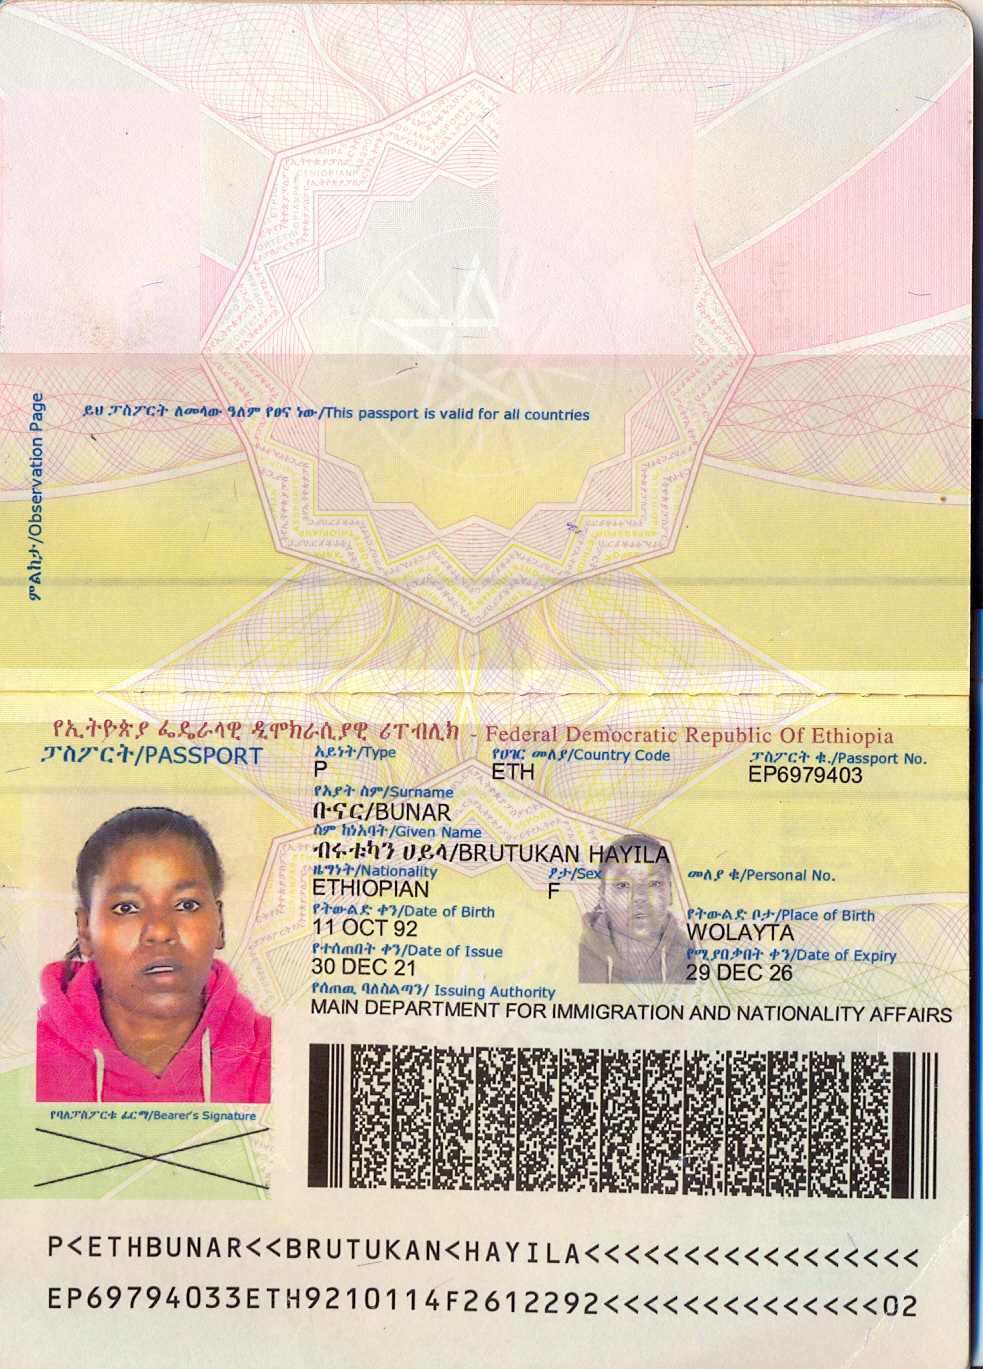 ምልከታ/Observation Page
ይህ ፓስፖርት ለመላው ዓለም የፀና ነው/This passport is valid for all countries
የኢትዮጵያ ፌዴራላዊ ዲሞክራሲያዊ ሪፐብሊክ - Federal Democratic Republic Of Ethiopia
ፓስፖርት/PASSPORT
አይነት/Type
P
የሀገር መለያ/Country Code
ETH
ፓስፖርት ቁ./Passport No.
EP6979403
የአያት ስም/Surname
ቡናር/BUNAR
ስም ከነአባት/Given Name
ብሩቱካን ሀይላ/BRUTUKAN HAYILA
ዜግነት/Nationality
ETHIOPIAN
ፆታ/Sex
F
መለያ ቁ/Personal No.
የትውልድ ቀን/Date of Birth
11 OCT 92
የትውልድ ቦታ/Place of Birth
WOLAYTA
የተሰጠበት ቀን/Date of Issue
30 DEC 21
የሚያበቃበት ቀን/Date of Expiry
29 DEC 26
የሰጠዉ ባለስልጣን/ Issuing Authority
MAIN DEPARTMENT FOR IMMIGRATION AND NATIONALITY AFFAIRS
የባለፓስፖርቱ ፊርማ/Bearer's Signature
P<ETHBUNAR<<BRUTUKAN<HAYILA<<<<<<<<<<<<<<<<<
EP69794033ETH9210114F2612292<<<<<<<<<<<<<<02